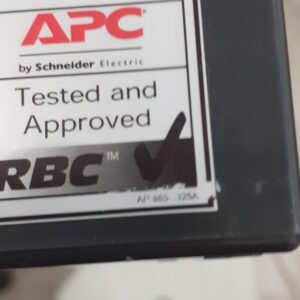 APC
by Schneider Electric
Tested and
Approved
RBC™